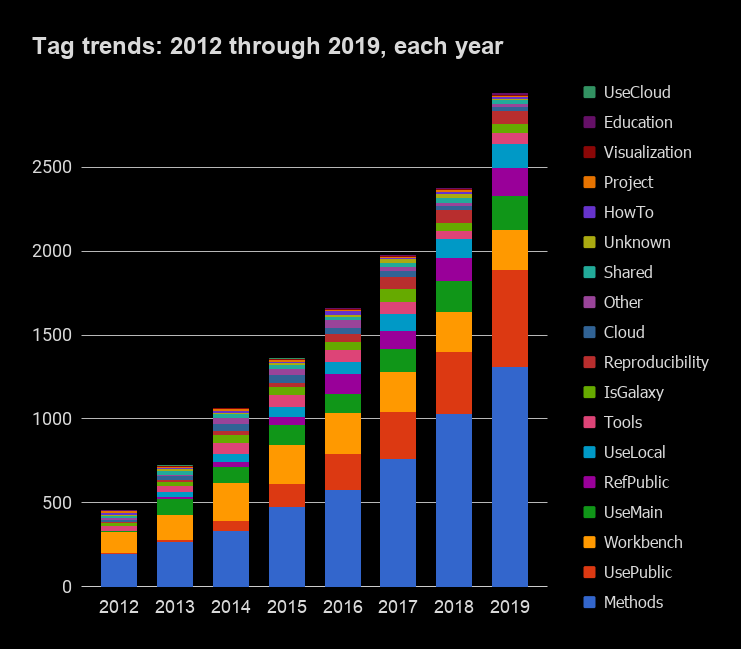 Tag trends: 2012 through 2019, each year
UseCloud
Education
Visualization
Project
HowTo
Unknown
Shared
Other
Cloud
Reproducibility
IsGalaxy
Tools
UseLocal
RefPublic
UseMain
Workbench
UsePublic
Methods
2500
2000
1500
1000
500
0
2012 2013 2014 2015 2016 2017 2018 2019